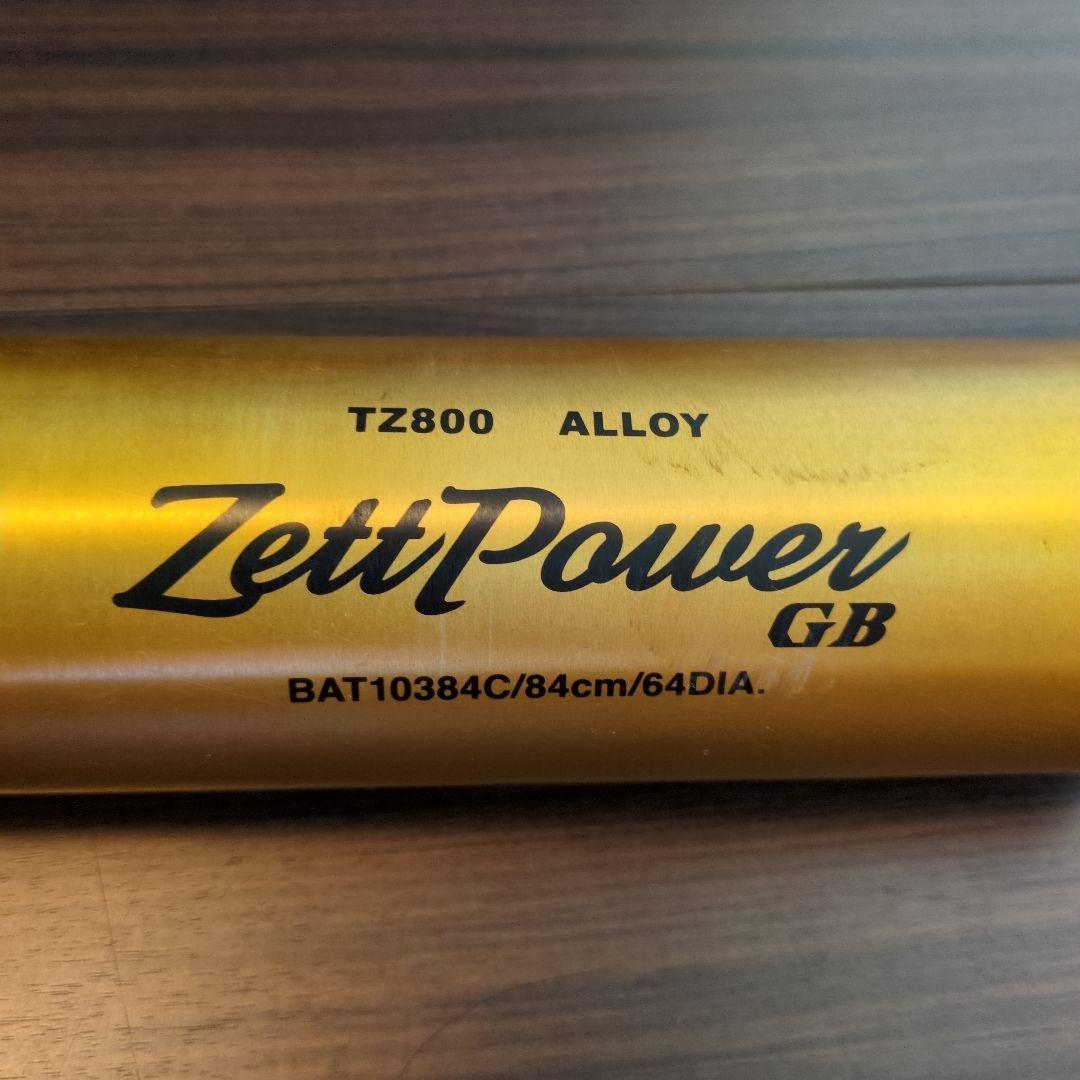 TZ800 ALLOY
ZettPower
GB
BAT10384C/84cm/64DIA.